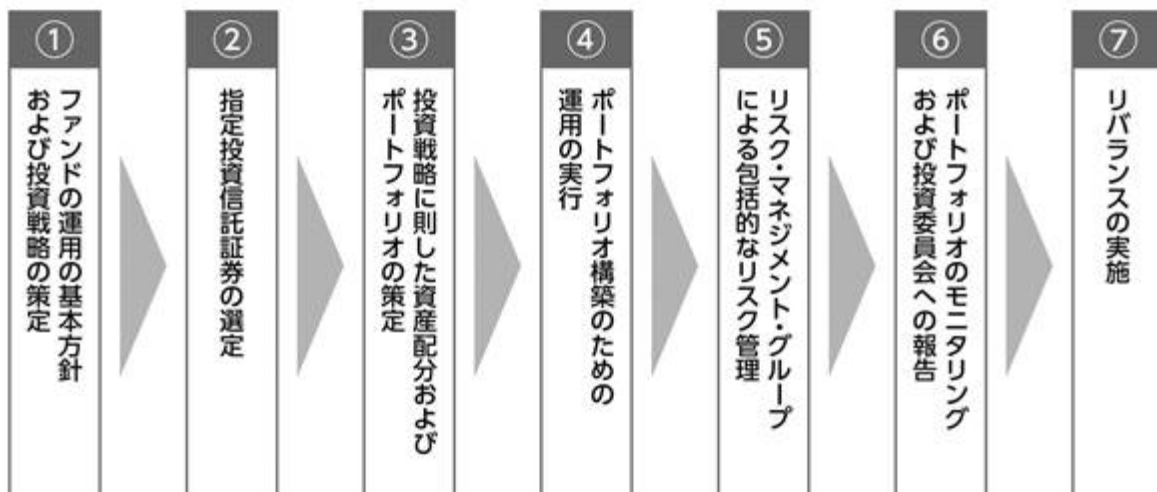 ①
ファンドの運用の基本方針
および投資戦略の策定
②
指定投資信託証券の選定
③
投資戦略に則した資産配分および
ポートフォリオの策定
④
ポートフォリオ構築のための
運用の実行
⑤
リスク・マネジメント・グループ
による包括的なリスク管理
⑥
ポートフォリオのモニタリング
および投資委員会への報告
⑦
リバランスの実施